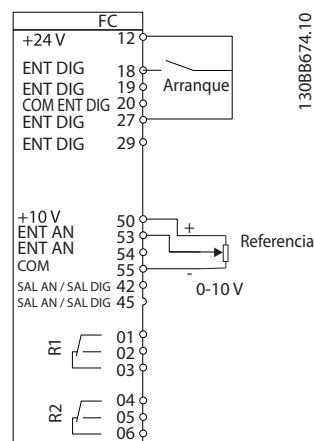 FC
+24 V 12
ENT DIG 18
ENT DIG 19
COM ENT DIG 20
ENT DIG 27
ENT DIG 29
Arranque
+10 V 50
ENT AN 53
ENT AN 54
COM 55
SAL AN / SAL DIG 42
SAL AN / SAL DIG 45
+
-
Referencia
0-10 V
R1
01
02
03
R2
04
05
06
130BB674.10